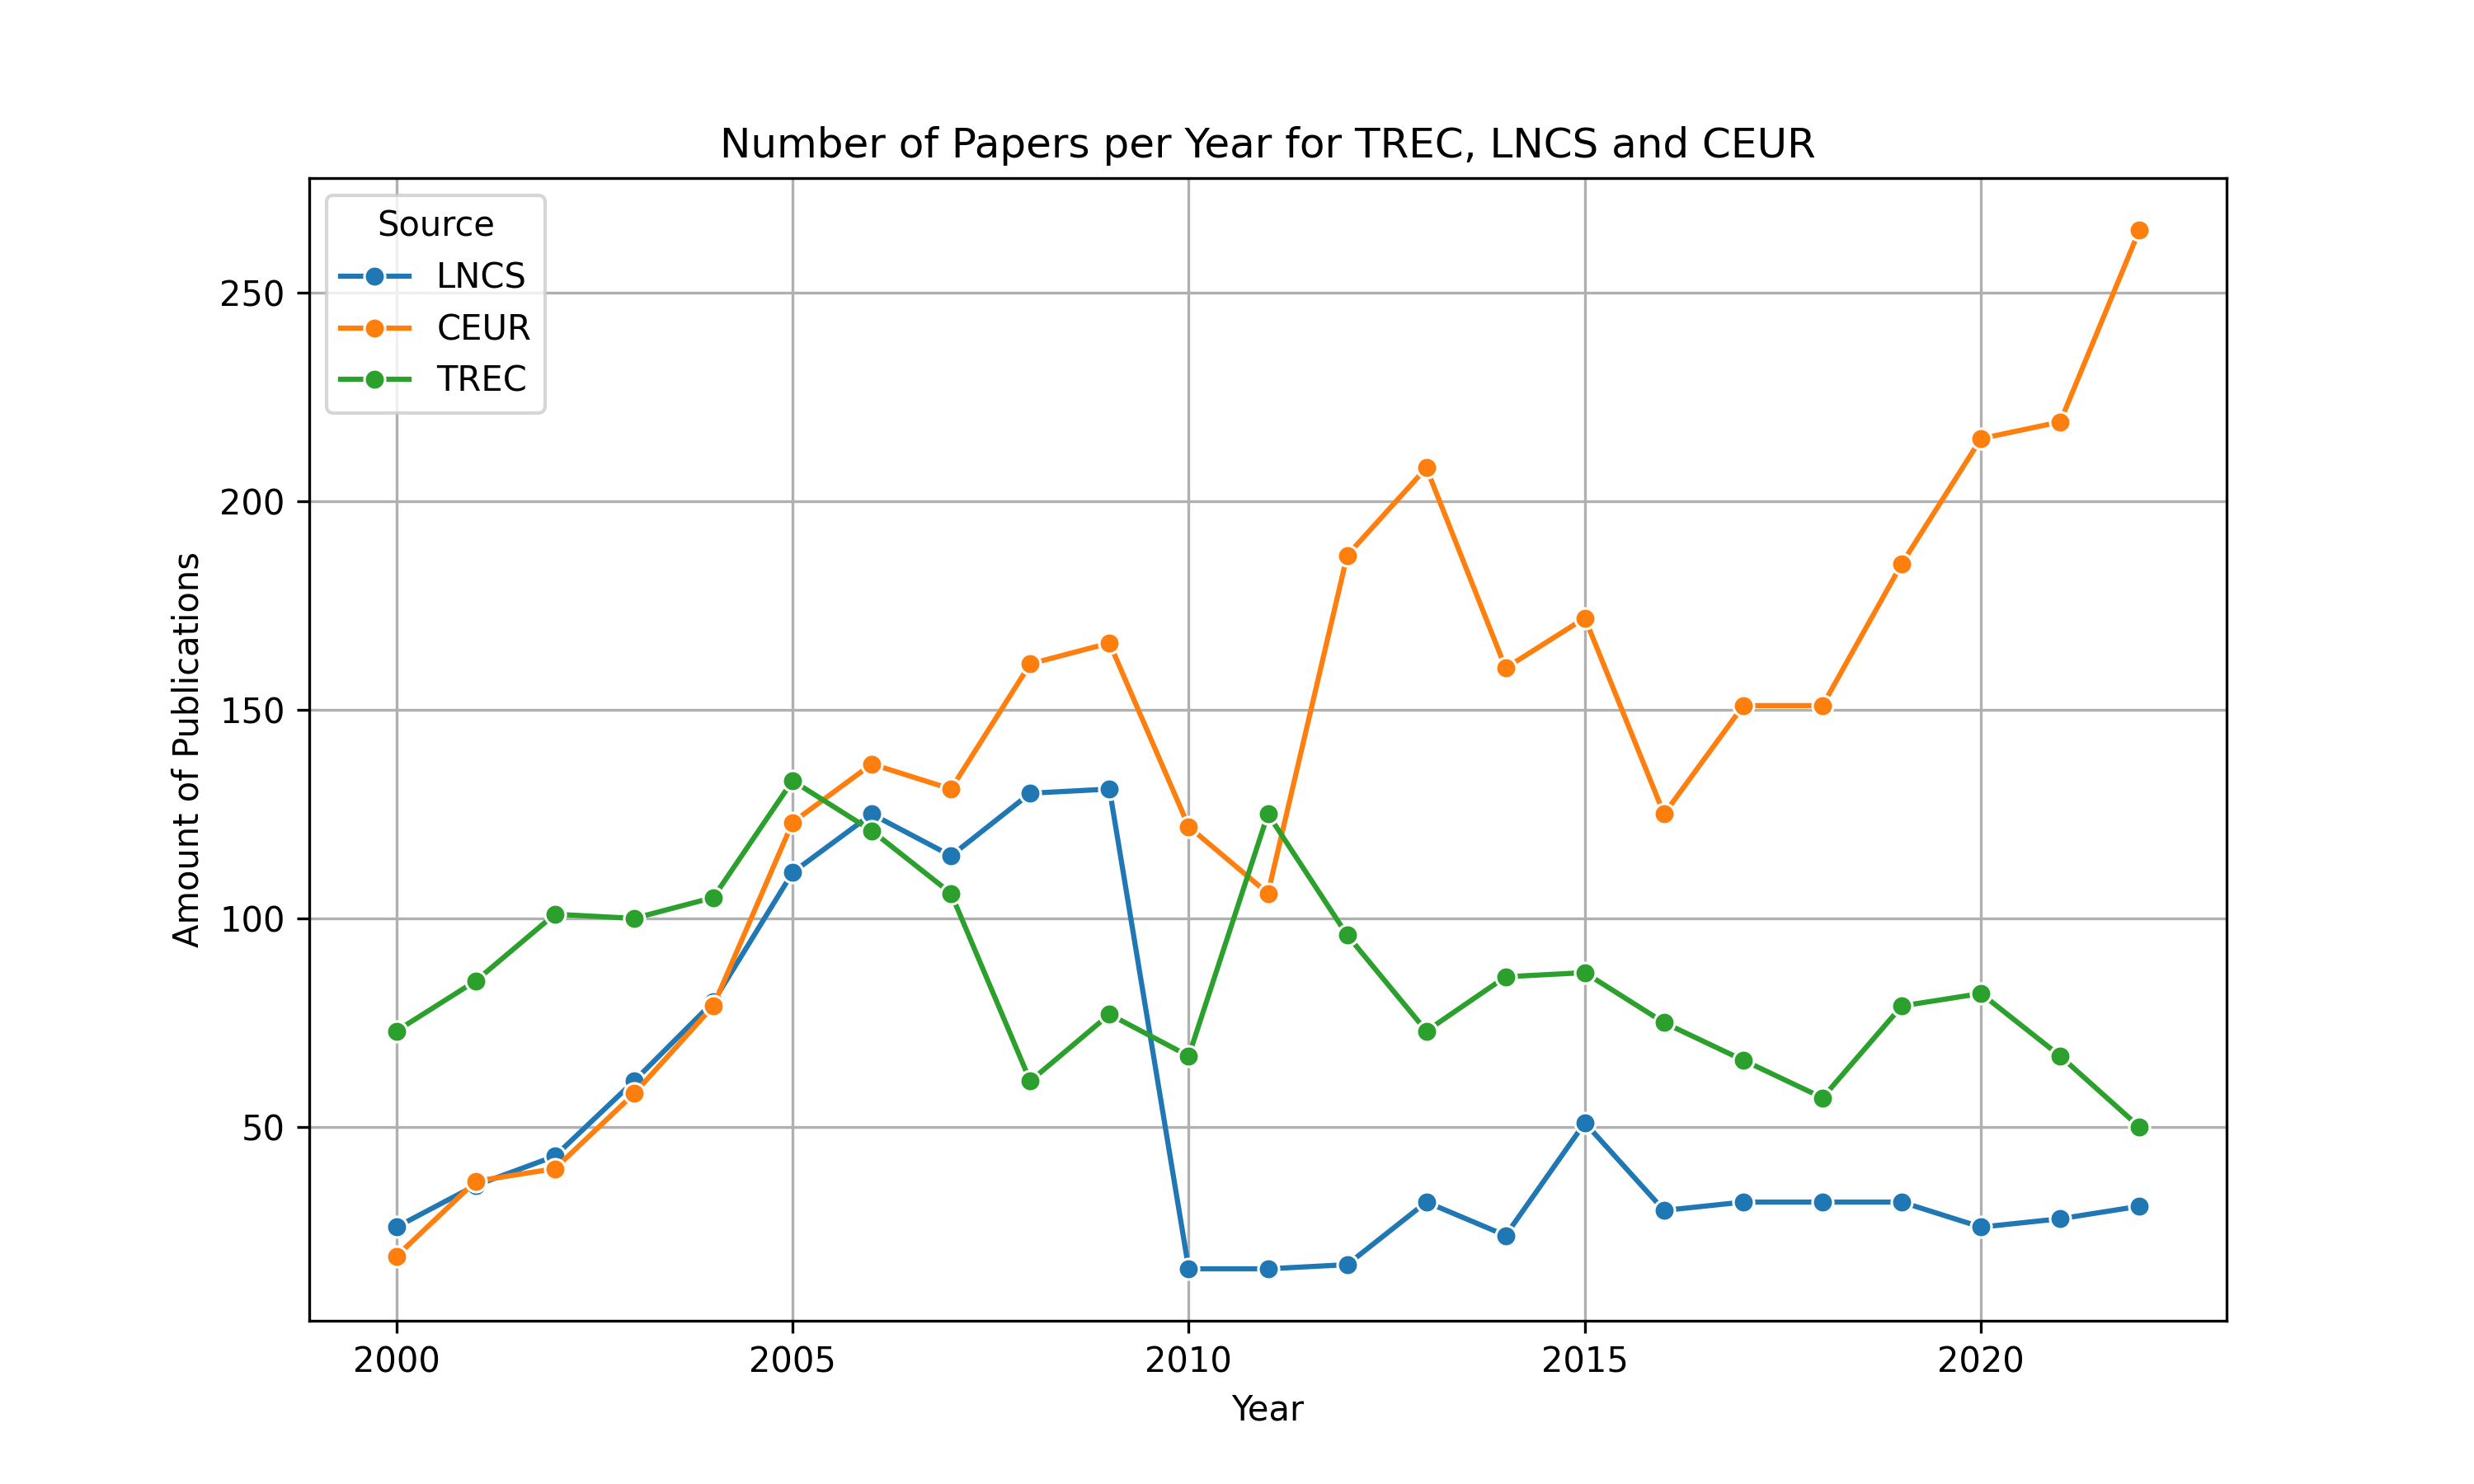 Number of Papers per Year for TREC, LNCS and CEUR
Source
LNCS
CEUR
TREC
250
200
150
100
50
Amount of Publications
2000 2005 2010 2015 2020
Year